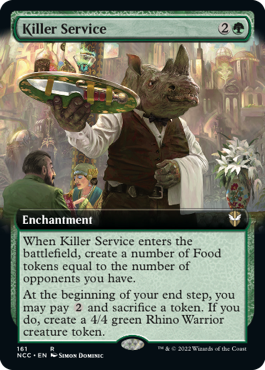 Killer Service 2
Enchantment
When Killer Service enters the
battlefield, create a number of Food
tokens equal to the number of
opponents you have.
At the beginning of your end step, you
may pay 2 and sacrifice a token. If you
do, create a 4/4 green Rhino Warrior
creature token.
161 R
NCC • EN SIMON DOMINIC ™ & © 2022 Wizards of the Coast